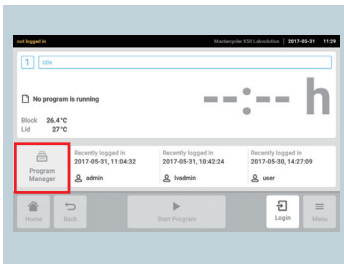 not logged in
Mastercycler X50 Labsolution | 2017-05-31 11:29
1 Idle
No program is running
--:-- h
Block 26.4°C
Lid 27°C
Program
Manager
Recently logged in
2017-05-31, 11:04:32
admin
Recently logged in
2017-05-31, 10:42:24
lvadmin
Recently logged in
2017-05-30, 14:27:09
user
Home
Back
Start Program
Login
Menu